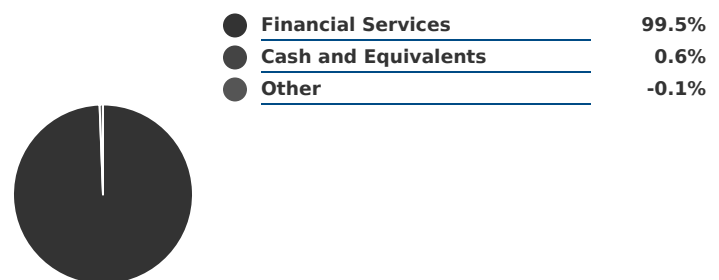 Financial Services 99.5%
Cash and Equivalents 0.6%
Other -0.1%